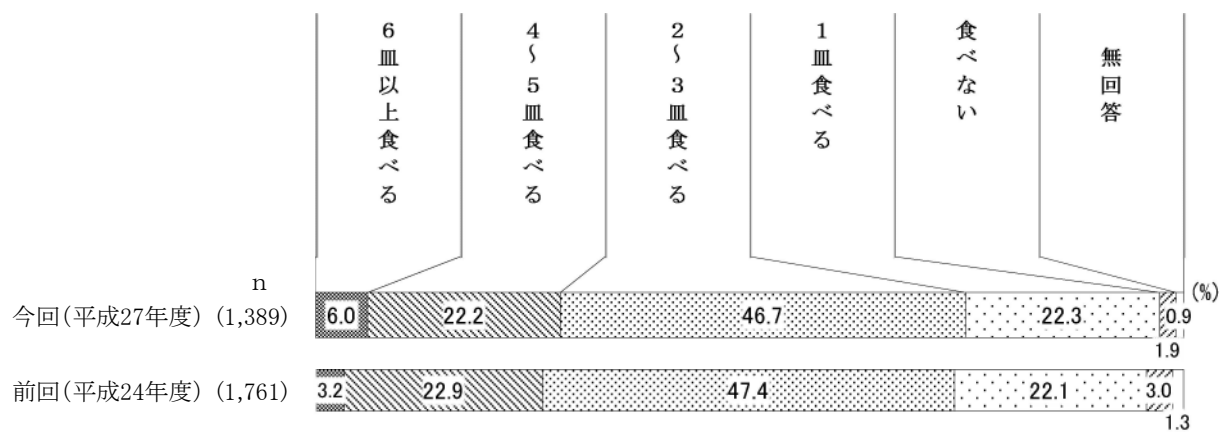 6皿以上食べる
4～5皿食べる
2～3皿食べる
1皿食べる
食べない
無回答
n
(%)
今回(平成27年度) (1,389) 6.0 22.2 46.7 22.3 0.9
1.9
前回(平成24年度) (1,761) 3.2 22.9 47.4 22.1 3.0
1.3